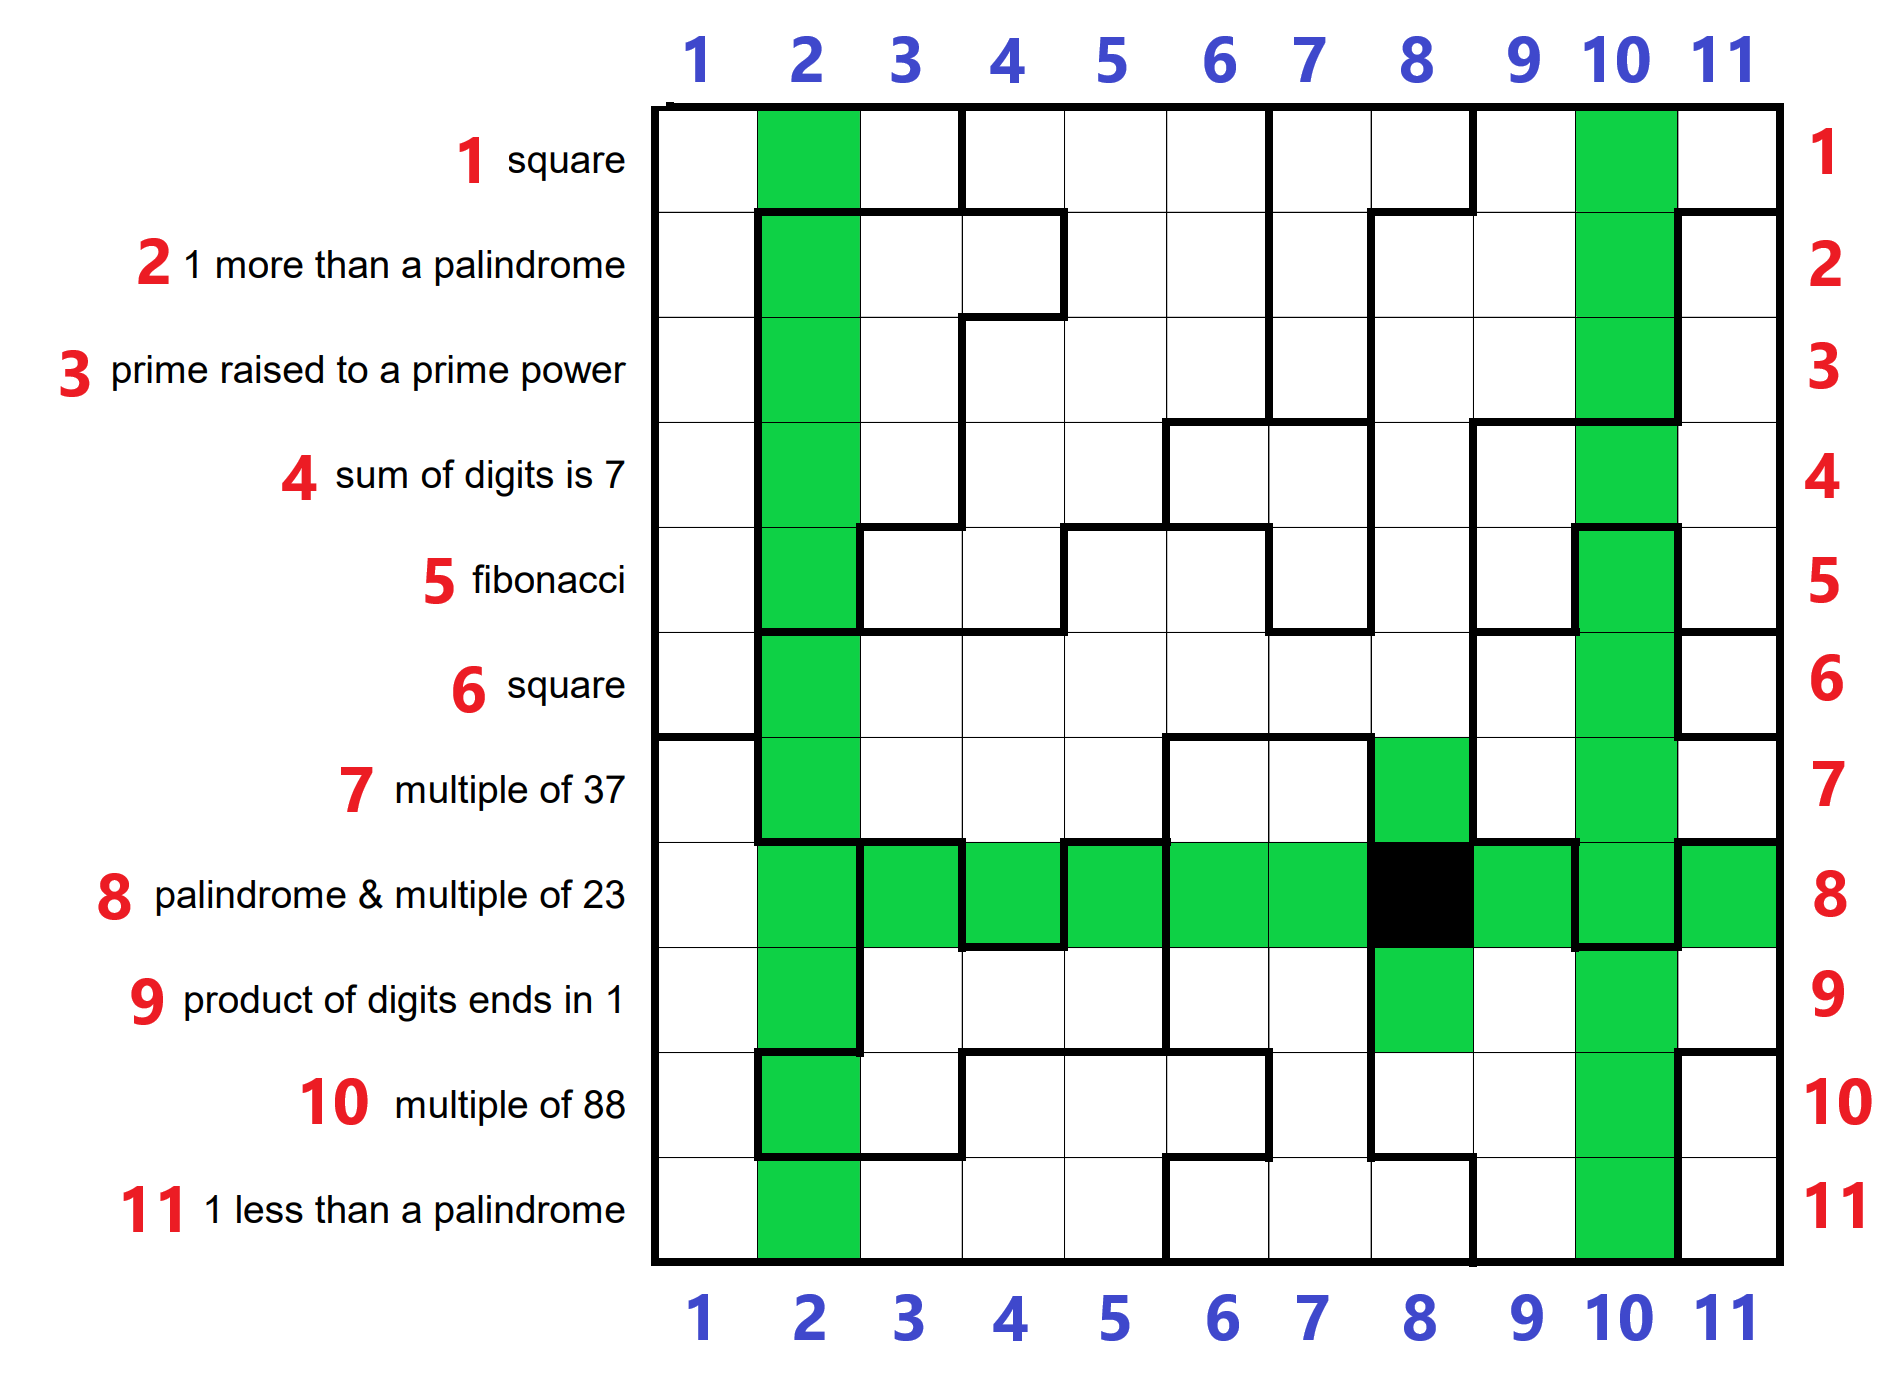 1 2 3 4 5 6 7 8 9 10 11
1 square 1
2 1 more than a palindrome 2
3 prime raised to a prime power 3
4 sum of digits is 7 4
5 fibonacci 5
6 square 6
7 multiple of 37 7
8 palindrome & multiple of 23 8
9 product of digits ends in 1 9
10 multiple of 88 10
11 1 less than a palindrome 11
1 2 3 4 5 6 7 8 9 10 11